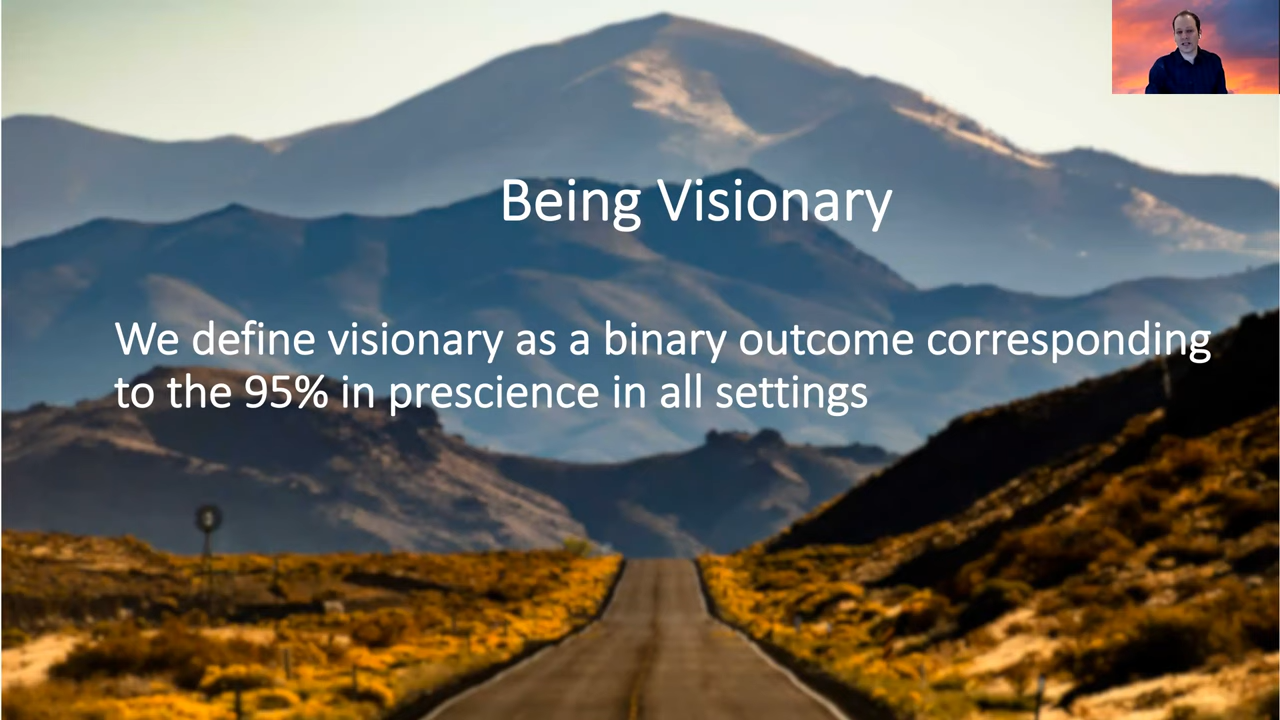 Being Visionary
We define visionary as a binary outcome corresponding
to the 95% in prescience in all settings